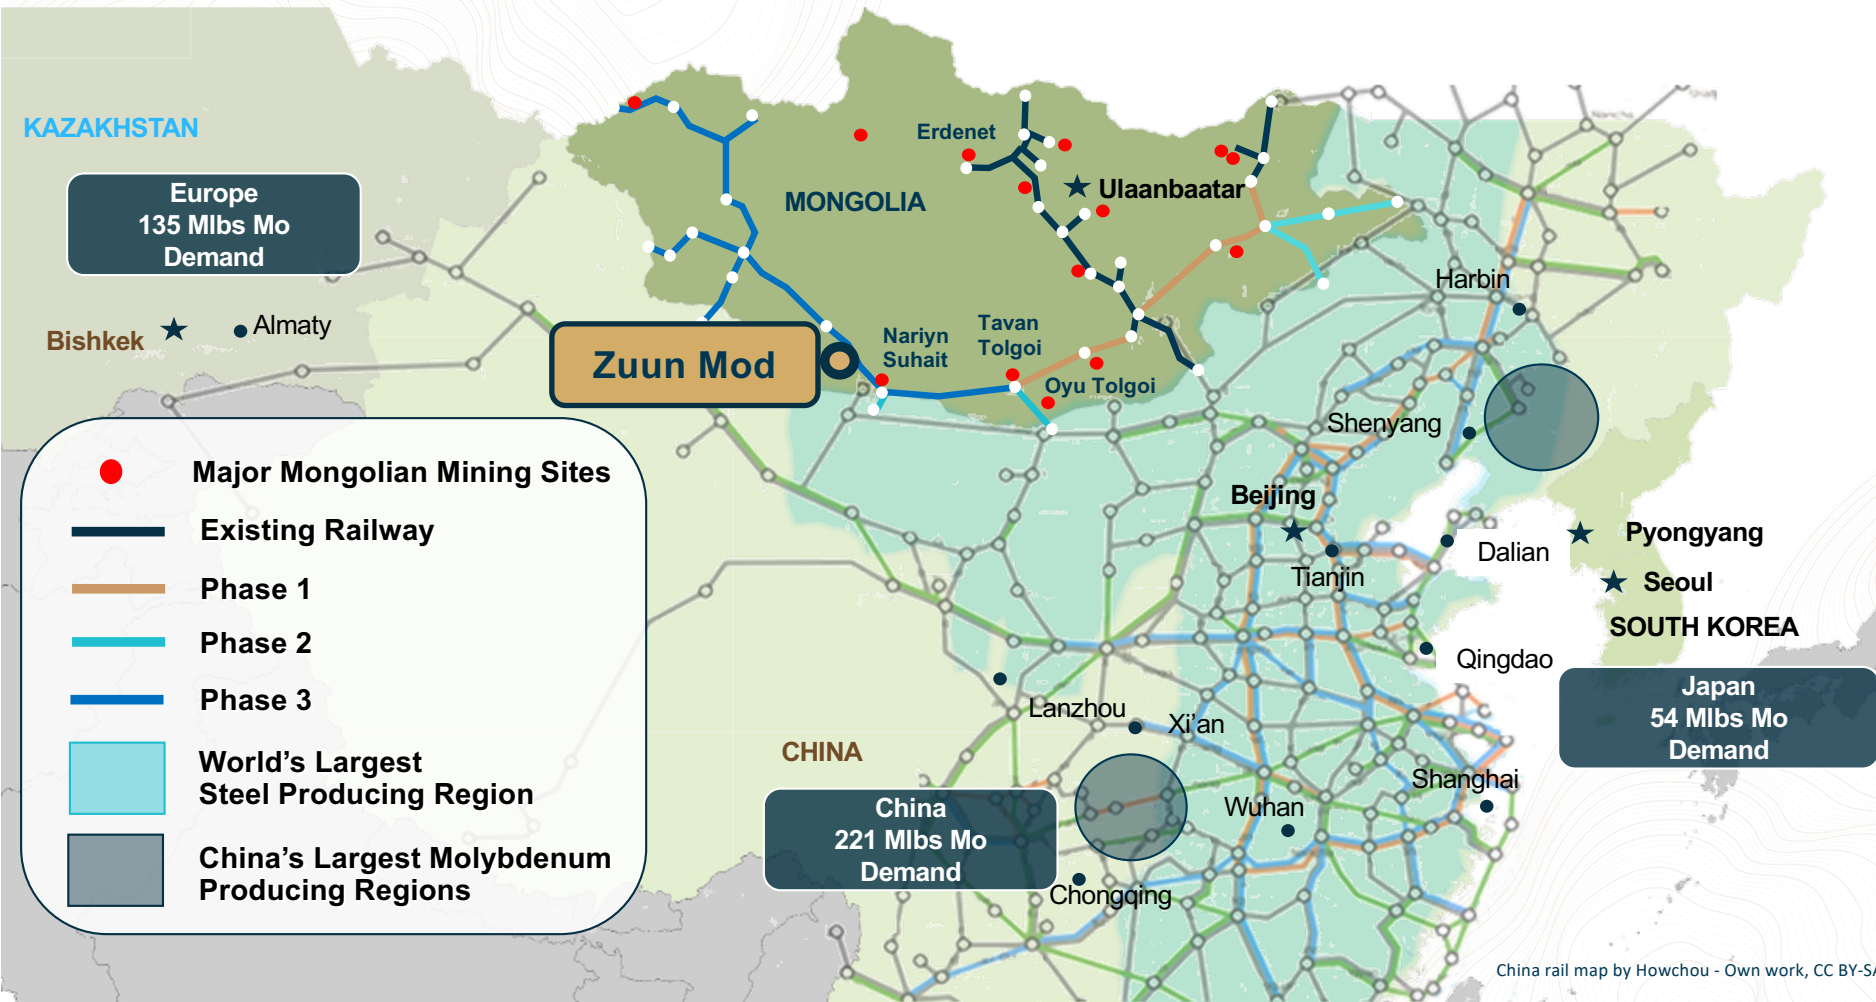 KAZAKHSTAN
Europe
135 Mlbs Mo
Demand
Bishkek
Almaty
MONGOLIA
Erdenet
Ulaanbaatar
Zuun Mod
Nariyn
Suhait
Tavan
Tolgoi
Oyu Tolgoi
Harbin
Shenyang
Beijing
Tianjin
Dalian
Pyongyang
Seoul
SOUTH KOREA
Qingdao
Japan
54 Mlbs Mo
Demand
Lanzhou
Xi'an
CHINA
China
221 Mlbs Mo
Demand
Wuhan
Shanghai
Chongqing
Major Mongolian Mining Sites
Existing Railway
Phase 1
Phase 2
Phase 3
World's Largest
Steel Producing Region
China's Largest Molybdenum
Producing Regions
China rail map by Howchou - Own work, CC BY-SA